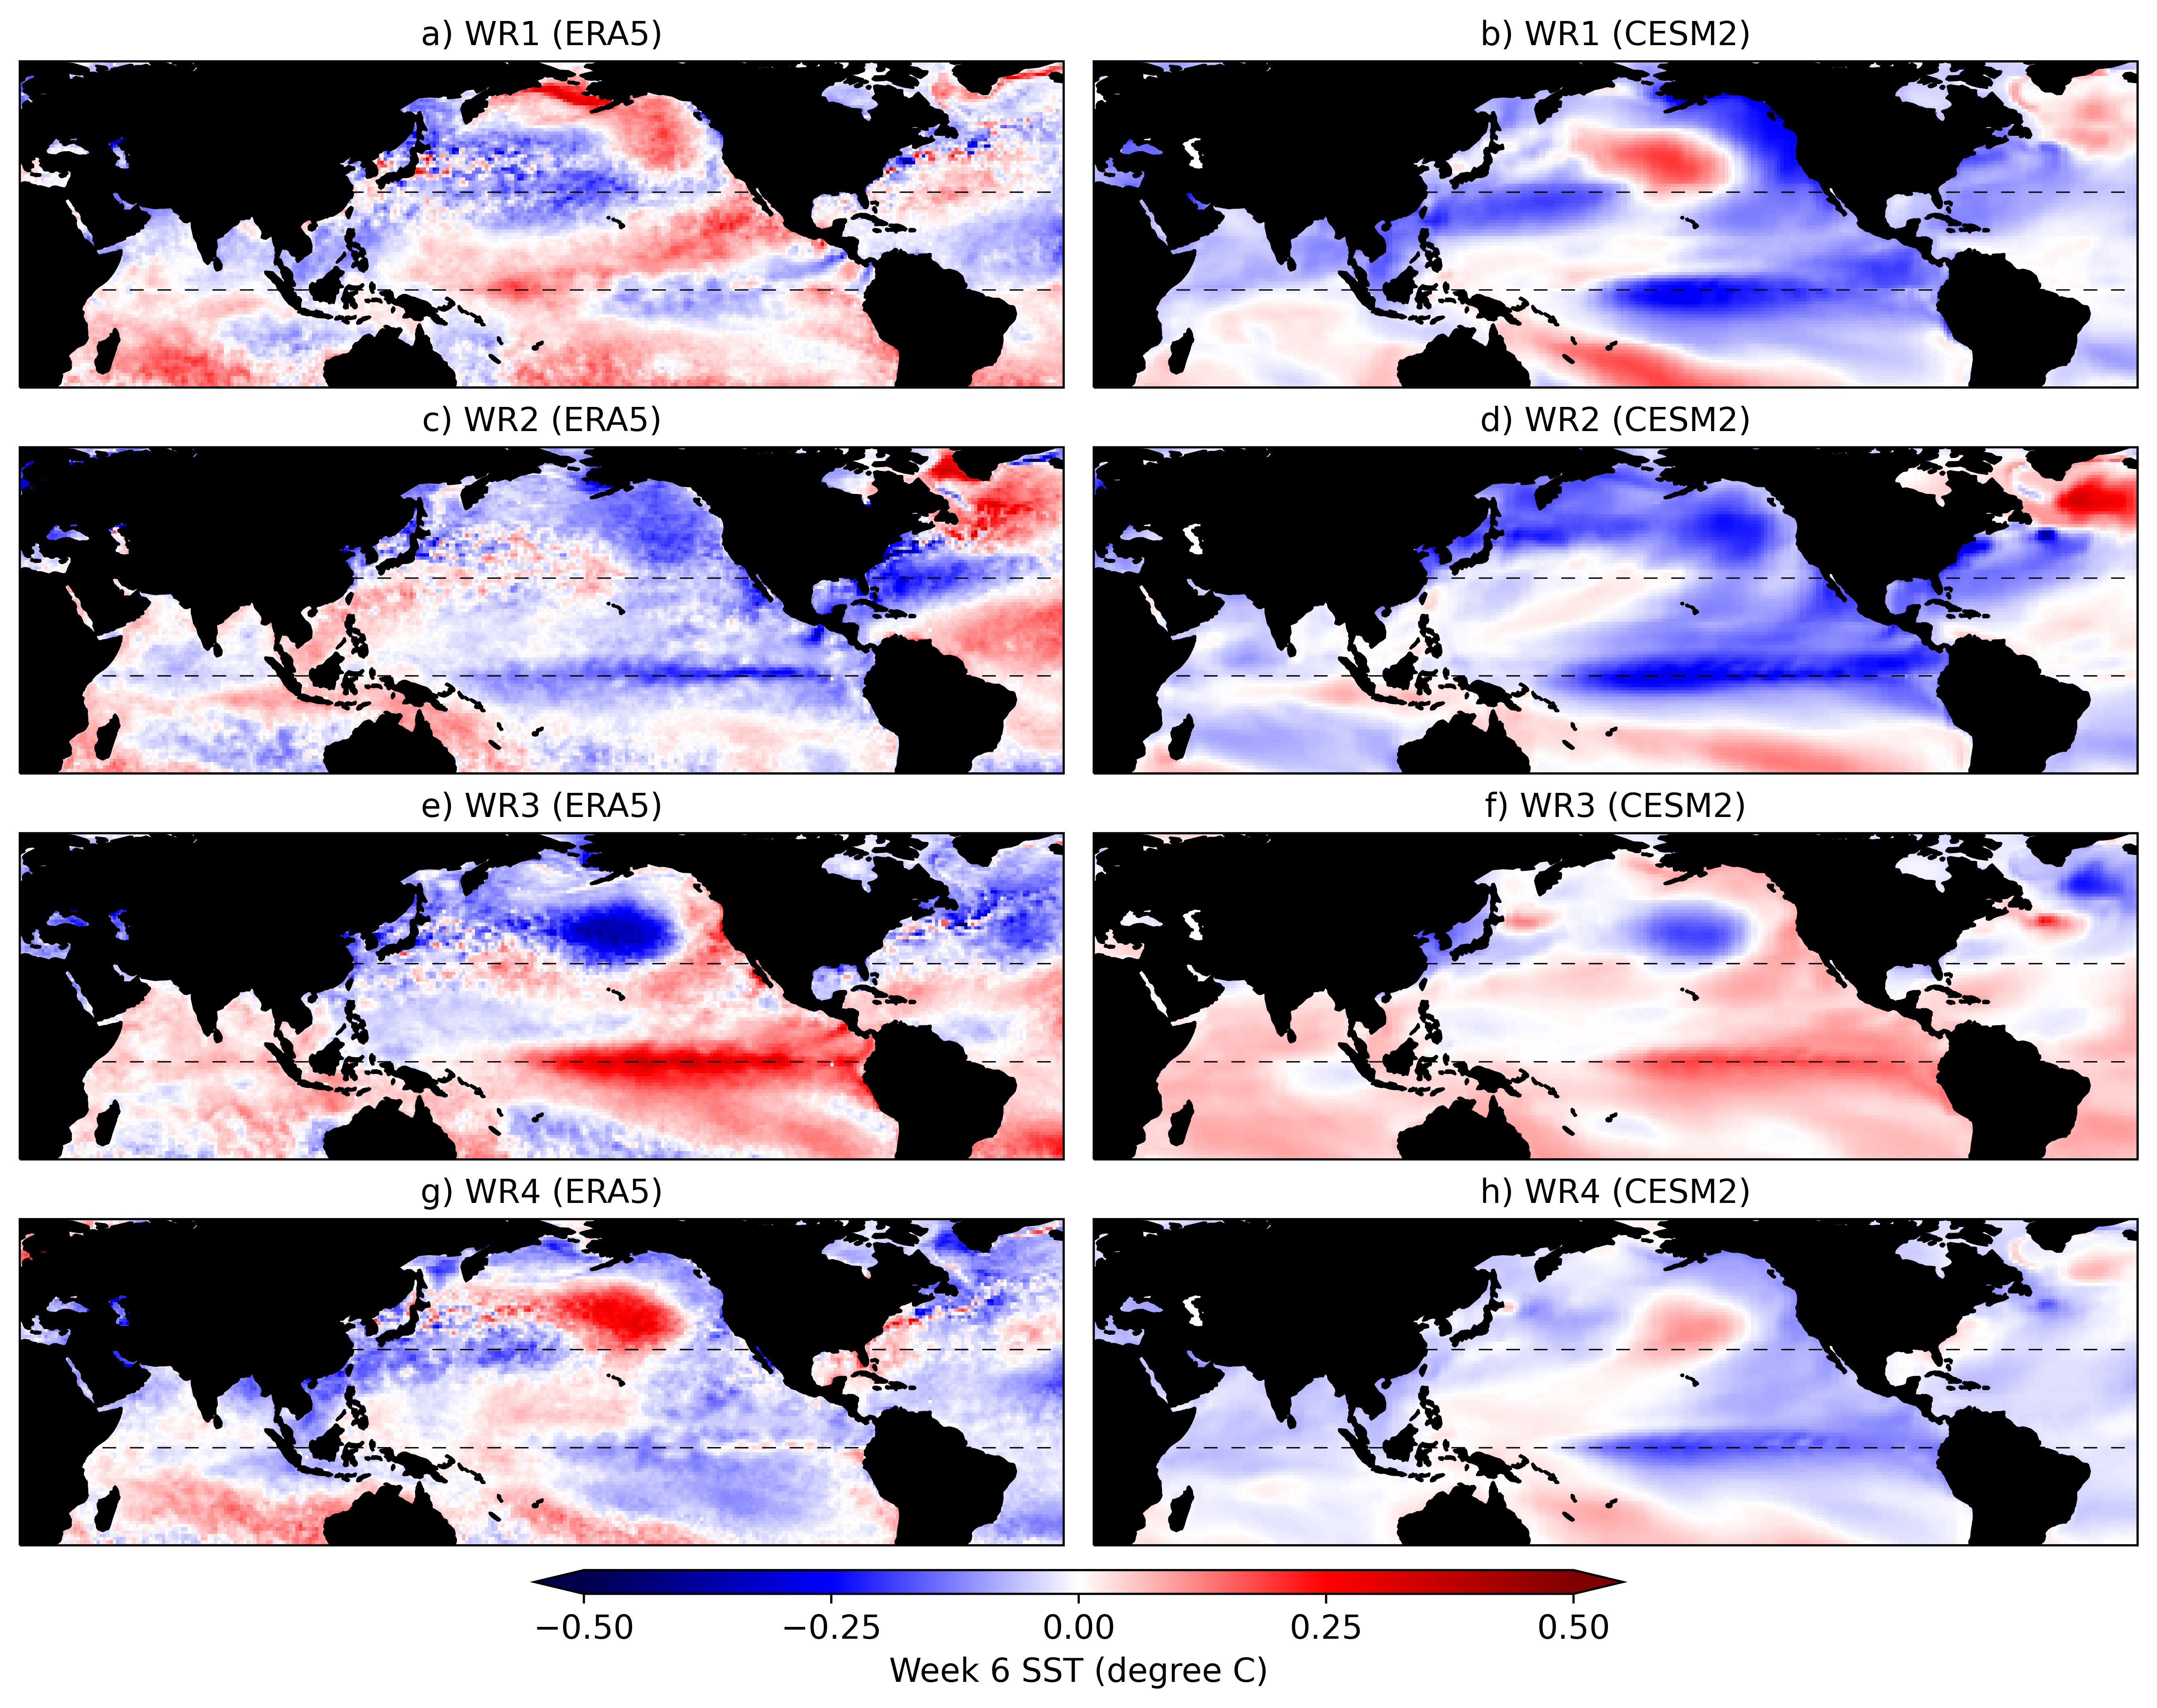 a) WR1 (ERA5)
b) WR1 (CESM2)
c) WR2 (ERA5)
d) WR2 (CESM2)
e) WR3 (ERA5)
f) WR3 (CESM2)
g) WR4 (ERA5)
h) WR4 (CESM2)
−0.50 −0.25 0.00 0.25 0.50
Week 6 SST (degree C)